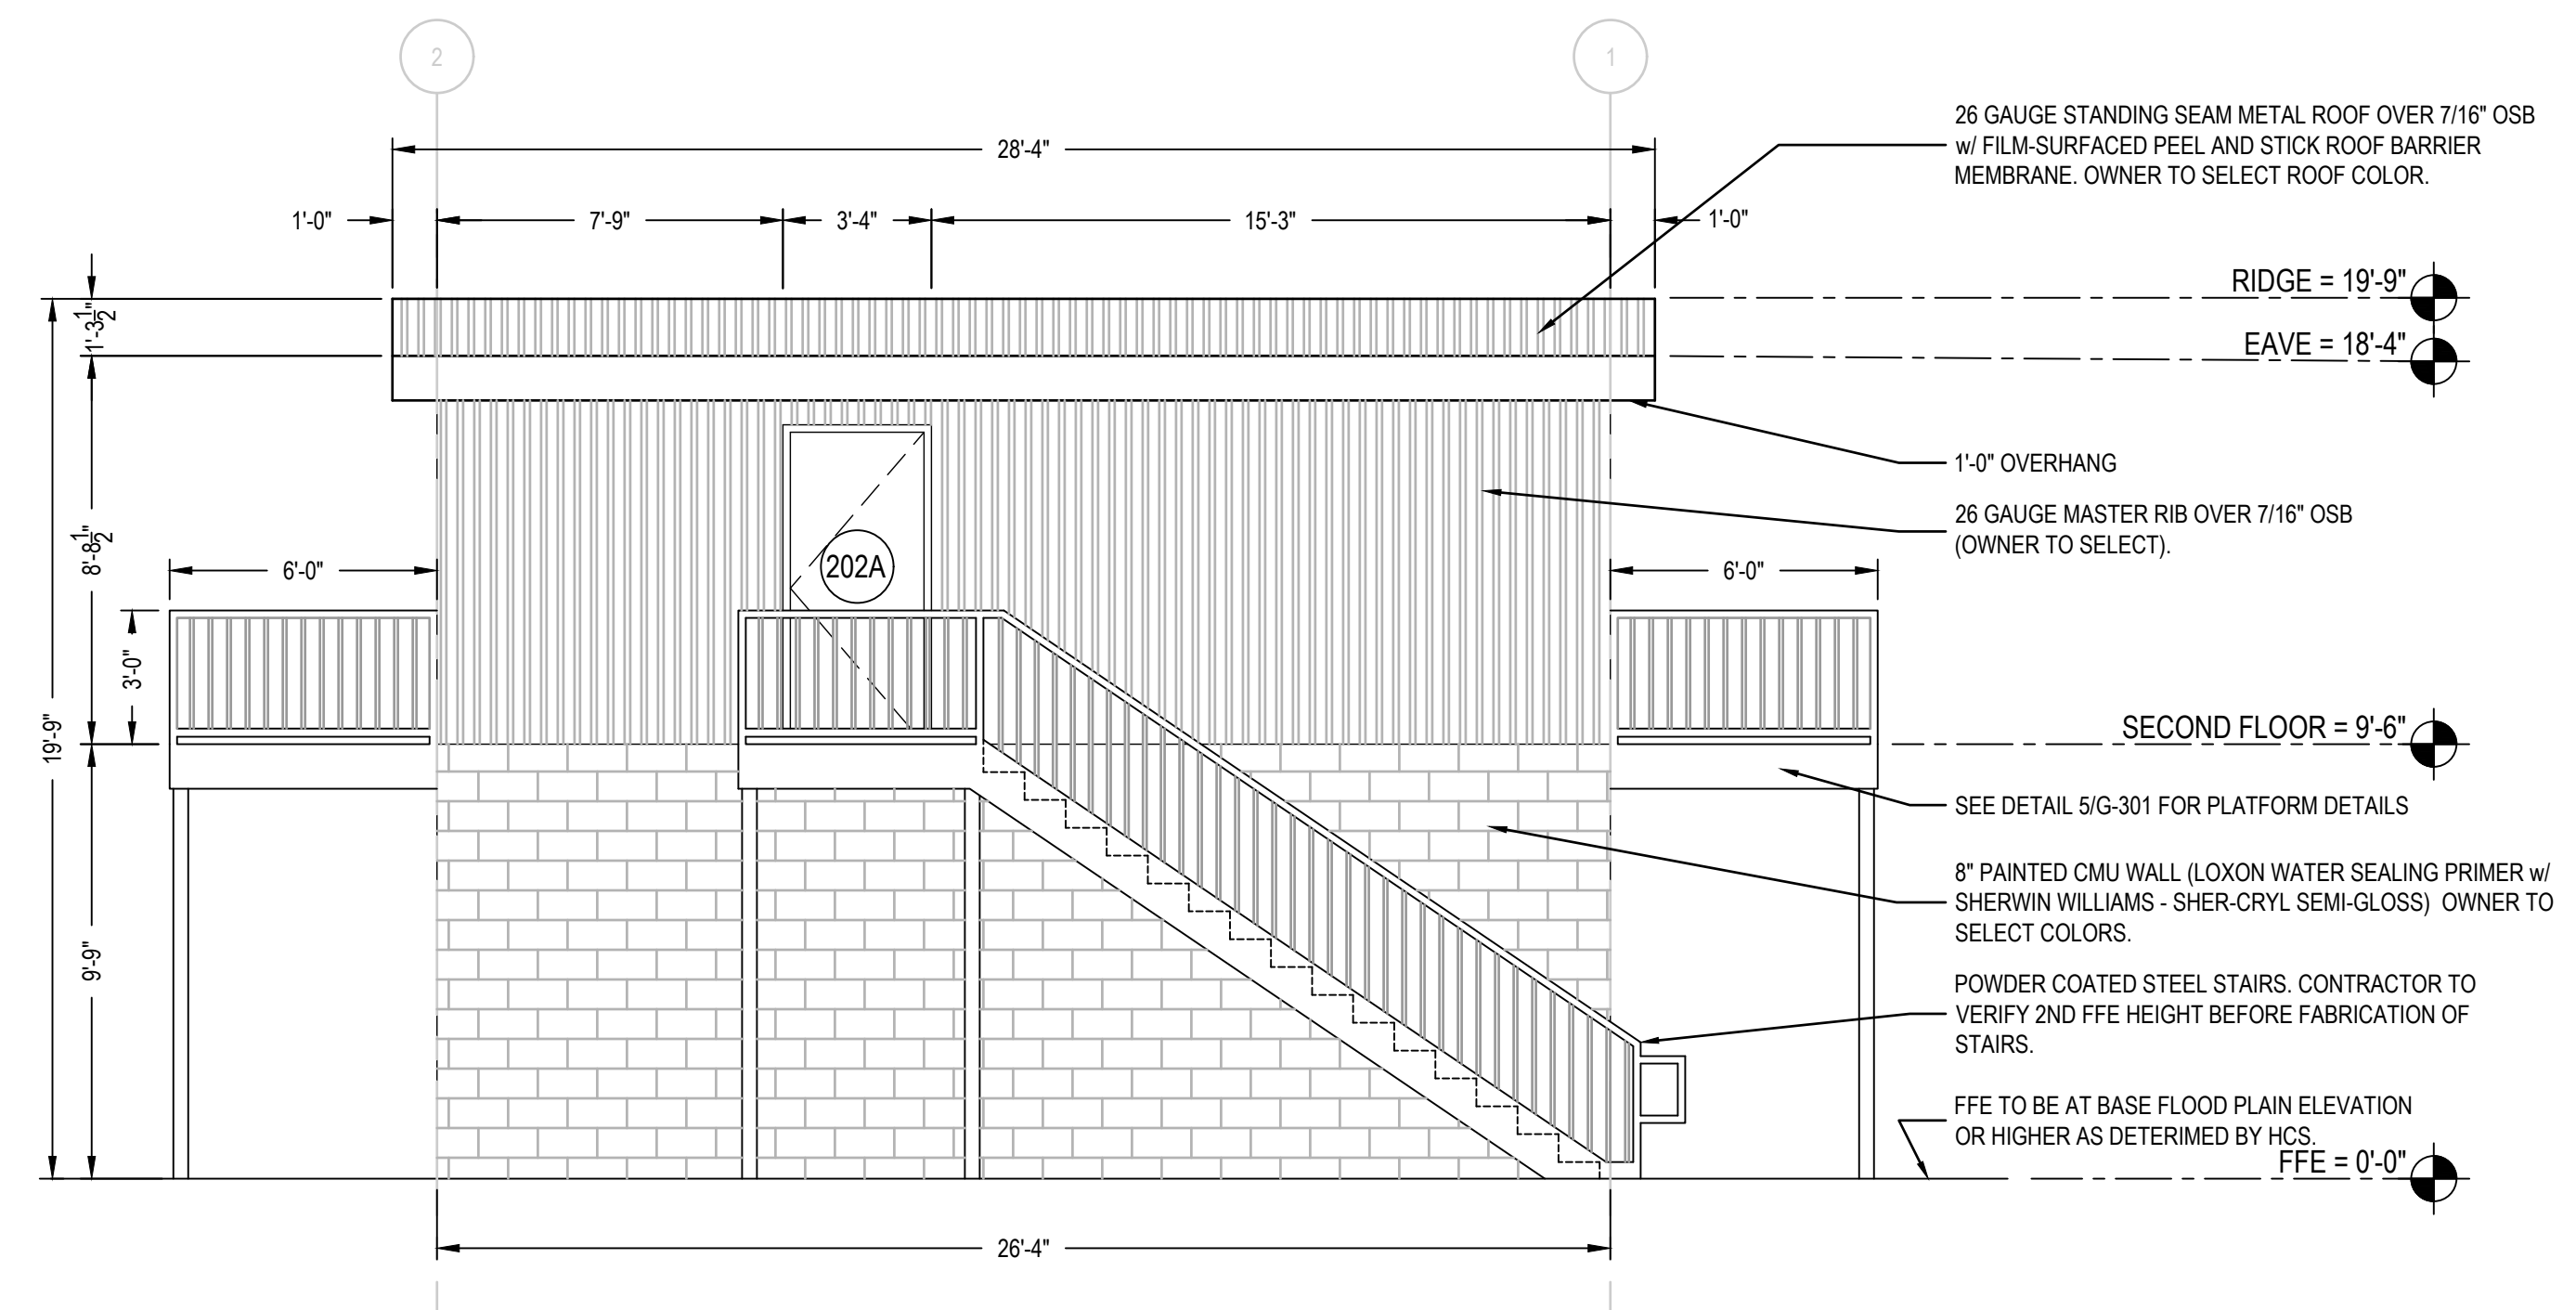 2
1
28'-4"
1'-0"
7'-9"
3'-4"
15'-3"
1'-0"
26 GAUGE STANDING SEAM METAL ROOF OVER 7/16" OSB
w/ FILM-SURFACED PEEL AND STICK ROOF BARRIER
MEMBRANE. OWNER TO SELECT ROOF COLOR.
RIDGE = 19'-9"
1'-3 1/2"
EAVE = 18'-4"
1'-0" OVERHANG
26 GAUGE MASTER RIB OVER 7/16" OSB
(OWNER TO SELECT).
8'-8 1/2"
6'-0"
202A
6'-0"
3'-0"
19'-9"
SECOND FLOOR = 9'-6"
SEE DETAIL 5/G-301 FOR PLATFORM DETAILS
8" PAINTED CMU WALL (LOXON WATER SEALING PRIMER w/
SHERWIN WILLIAMS - SHER-CRYL SEMI-GLOSS) OWNER TO
SELECT COLORS.
9'-9"
POWDER COATED STEEL STAIRS. CONTRACTOR TO
VERIFY 2ND FFE HEIGHT BEFORE FABRICATION OF
STAIRS.
FFE TO BE AT BASE FLOOD PLAIN ELEVATION
OR HIGHER AS DETERIMED BY HCS.
FFE = 0'-0"
26'-4"